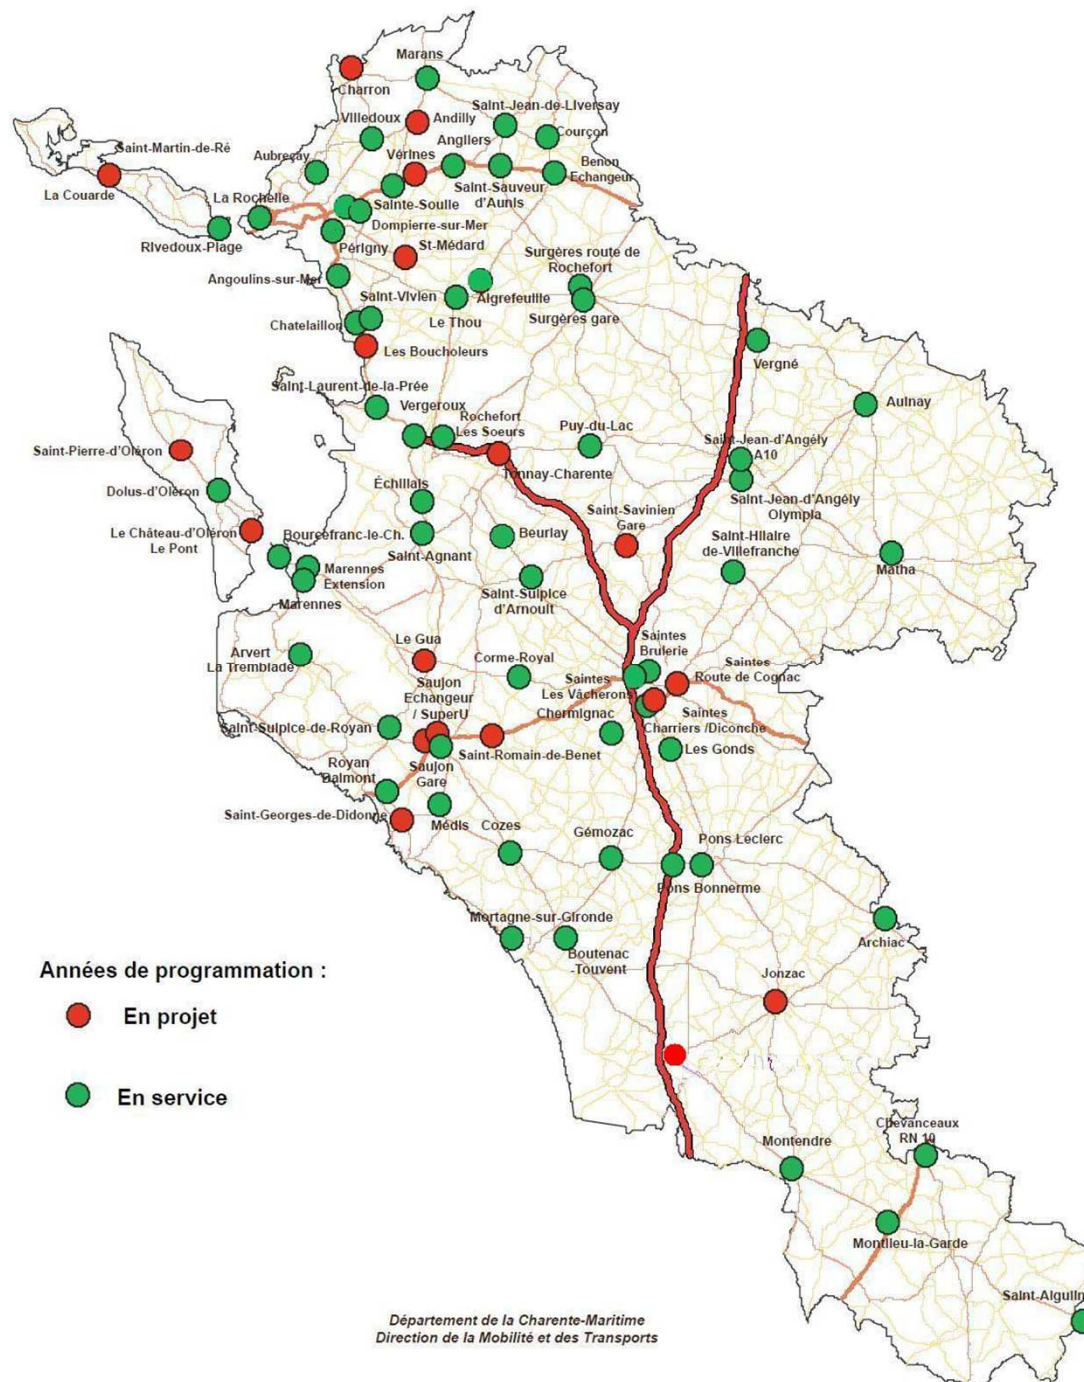 Marans
Charron
Saint-Jean-de-Liversay
Villedoux
Andilly
Courçon
Saint-Martin-de-Ré
Angliers
Aubreçay
Vérines
Benon
Echangeur
La Couarde
Saint-Sauveur
d'Aunis
La Rochelle
Sainte-Soulle
Dompierre-sur-Mer
Rivedoux-Plage
Périgny
St-Médard
Surgères route de
Rochefort
Angoulins-sur-Mer
Saint-Vivien
Aigrefeuille
Chatelaillon
Le Thou
Surgères gare
Les Boucholeurs
Vergné
Saint-Laurent-de-la-Prée
Vergeroux
Rochefort
Les Soeurs
Aulnay
Puy-du-Lac
Saint-Jean-d'Angély
A10
Saint-Pierre-d'Oléron
Tonnay-Charente
Échillais
Dolus-d'Oléron
Saint-Jean-d'Angély
Olympia
Saint-Savinien
Gare
Le Château-d'Oléron
Le Pont
Bourcefranc-le-Ch.
Beurlay
Saint-Hilaire
de-Villefranche
Saint-Agnant
Marennes
Extension
Matha
Saint-Sulpice
d'Arnoult
Marennes
Le Gua
Saintes
Brulerie
Arvert
La Tremblade
Corme-Royal
Saintes
Route de Cognac
Saujon
Echangeur
/ SuperU
Saintes
Les Vâcherons
Chermignac
Saintes
Charriers /Diconche
Saint-Sulpice-de-Royan
Saint-Romain-de-Benet
Les Gonds
Royan
Balmont
Saujon
Gare
Saint-Georges-de-Didonne
Médis
Cozes
Gémozac
Pons Leclerc
Pons Bonnerme
Mortagne-sur-Gironde
Boutenac
-Touvent
Archiac
Années de programmation :
Jonzac
En projet
En service
Chevanceaux
RN 10
Montendre
Montlieu-la-Garde
Saint-Aigulin
Département de la Charente-Maritime
Direction de la Mobilité et des Transports